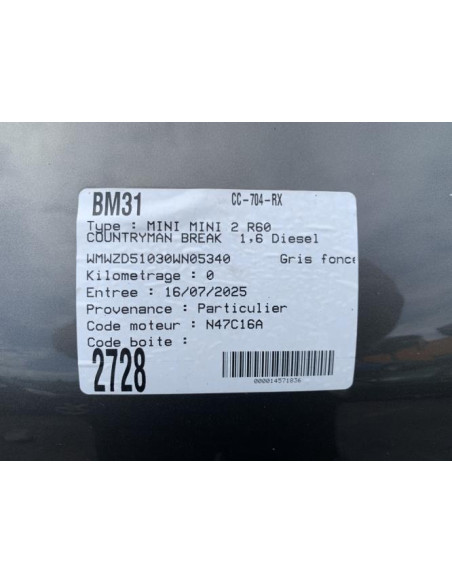 BM31 CC-704-RX
Type : MINI MINI 2 R60
COUNTRYMAN BREAK 1,6 Diesel
WMWZD51030WN05340 Gris fonce
Kilometrage : 0
Entree : 16/07/2025
Provenance : Particulier
Code moteur : N47C16A
Code boite :
2728
000014571836